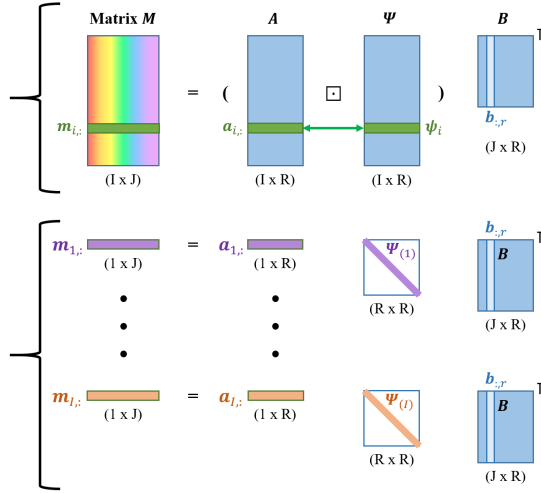 Matrix M A Ψ B
= ( ⊡ ) T
m_{i,:} a_{i,:} ψ_i b_{:,r}
(I x J) (I x R) (I x R) (J x R)
m_{1,:} = a_{1,:} Ψ_{(1)} b_{:,r} B T
(1 x J) (1 x R) (R x R) (J x R)
m_{I,:} = a_{I,:} Ψ_{(I)} b_{:,r} B T
(1 x J) (1 x R) (R x R) (J x R)